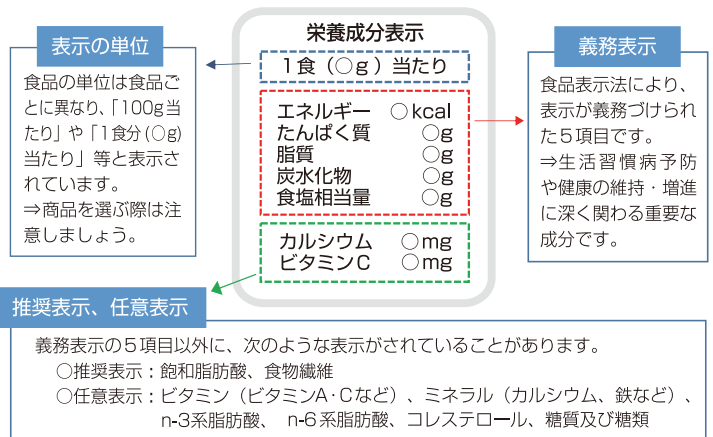 栄養成分表示
1食（○g）当たり
エネルギー ○kcal
たんぱく質 ○g
脂質 ○g
炭水化物 ○g
食塩相当量 ○g
カルシウム ○mg
ビタミンC ○mg
表示の単位
食品の単位は食品ご
とに異なり、「100g当
たり」や「1食分(○g)
当たり」等と表示さ
れています。
⇒商品を選ぶ際は注
意しましょう。
義務表示
食品表示法により、
表示が義務づけられ
た5項目です。
⇒生活習慣病予防
や健康の維持・増進
に深く関わる重要な
成分です。
推奨表示、任意表示
義務表示の5項目以外に、次のような表示がされていることがあります。
○推奨表示：飽和脂肪酸、食物繊維
○任意表示：ビタミン（ビタミンA・Cなど）、ミネラル（カルシウム、鉄など）、
n-3系脂肪酸、 n-6系脂肪酸、コレステロール、糖質及び糖類